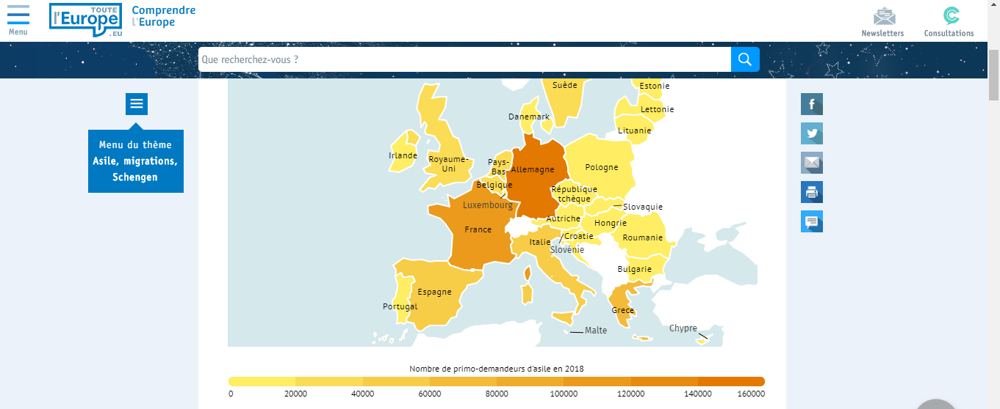 Menu
TOUTE
l'Europe
.EU
Comprendre
l'Europe
Newsletters
Consultations
Que recherchez-vous ?
Menu du thème
Asile, migrations,
Schengen
Suède
Estonie
Lettonie
Danemark
Lituanie
Irlande
Royaume-
Uni
Pays-
Bas
Allemagne
Pologne
Belgique
République
tchèque
Luxembourg
Slovaquie
Autriche
Hongrie
France
Italie
Croatie
Roumanie
Slovénie
Bulgarie
Espagne
Portugal
Grece
Malte
Chypre
Nombre de primo-demandeurs d'asile en 2018
0 20000 40000 60000 80000 100000 120000 140000 160000